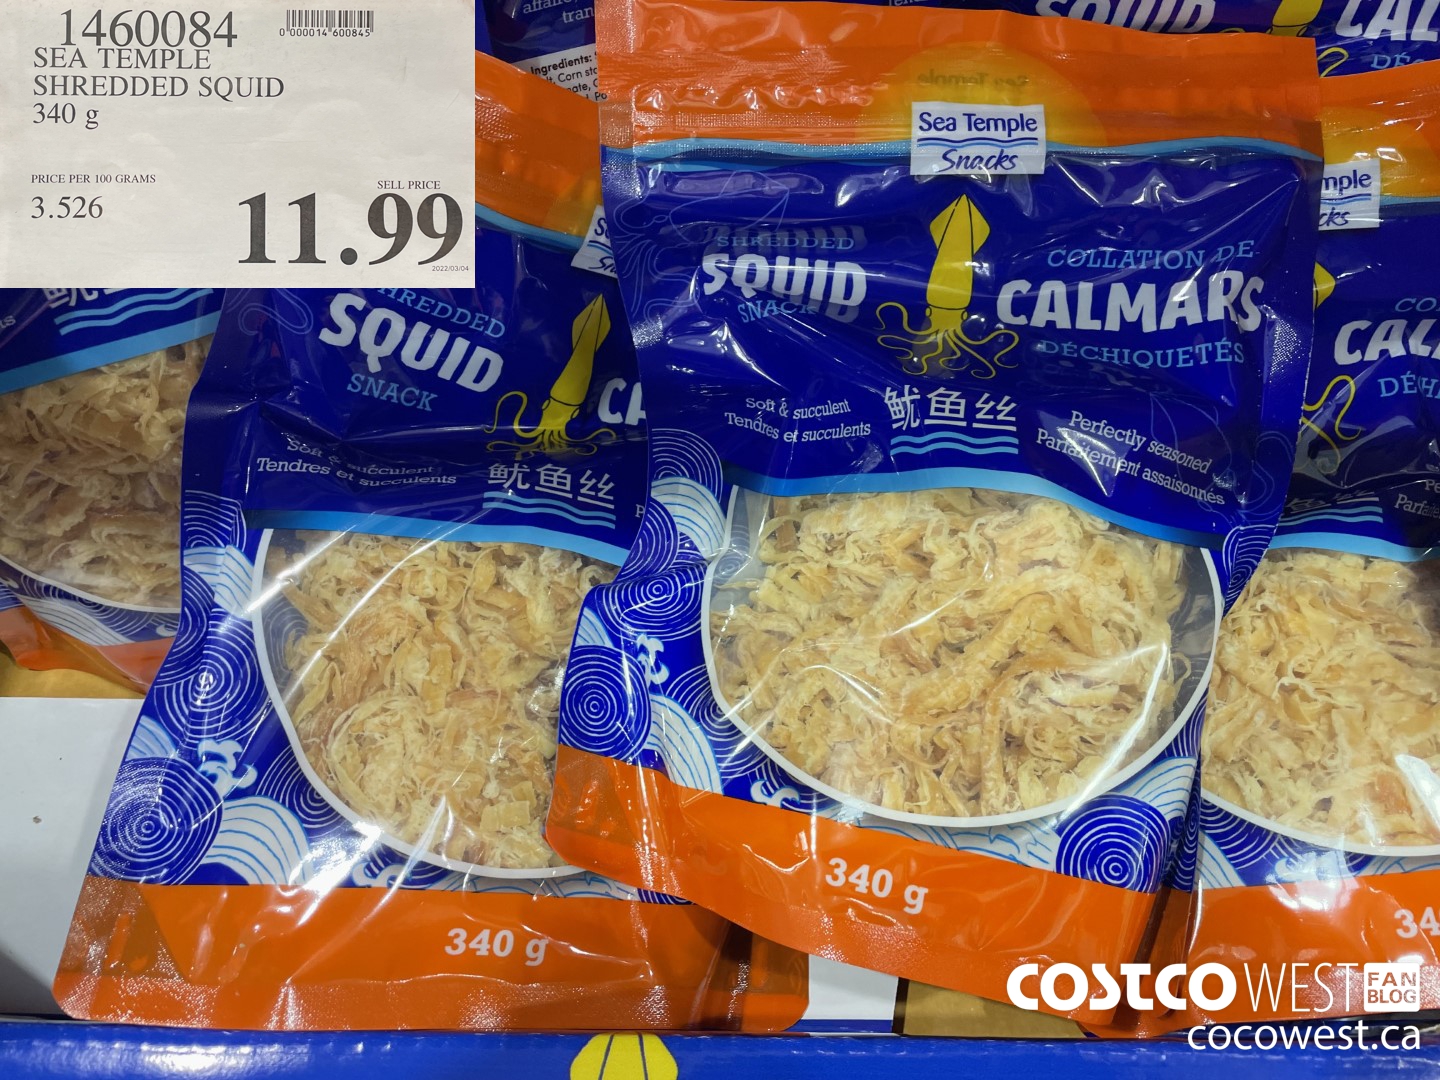 1460084
0 000014 600845
SEA TEMPLE
SHREDDED SQUID
340 g
PRICE PER 100 GRAMS
3.526
SELL PRICE
11.99
2022/03/04
Ingredients:
Corn
SQUID
Sea Temple
Snacks
SHREDDED
SQUID
SNACK
COLLATION DE
CALMARS
DÉCHIQUETÉS
鱿鱼丝
Soft & succulent
Tendres et succulents
Perfectly seasoned
Parfaitement assaisonnés
340 g
SHREDDED
SQUID
SNACK
Soft & succulent
Tendres et succulents
鱿鱼丝
340 g
COSTCO WEST FAN BLOG
cocowest.ca